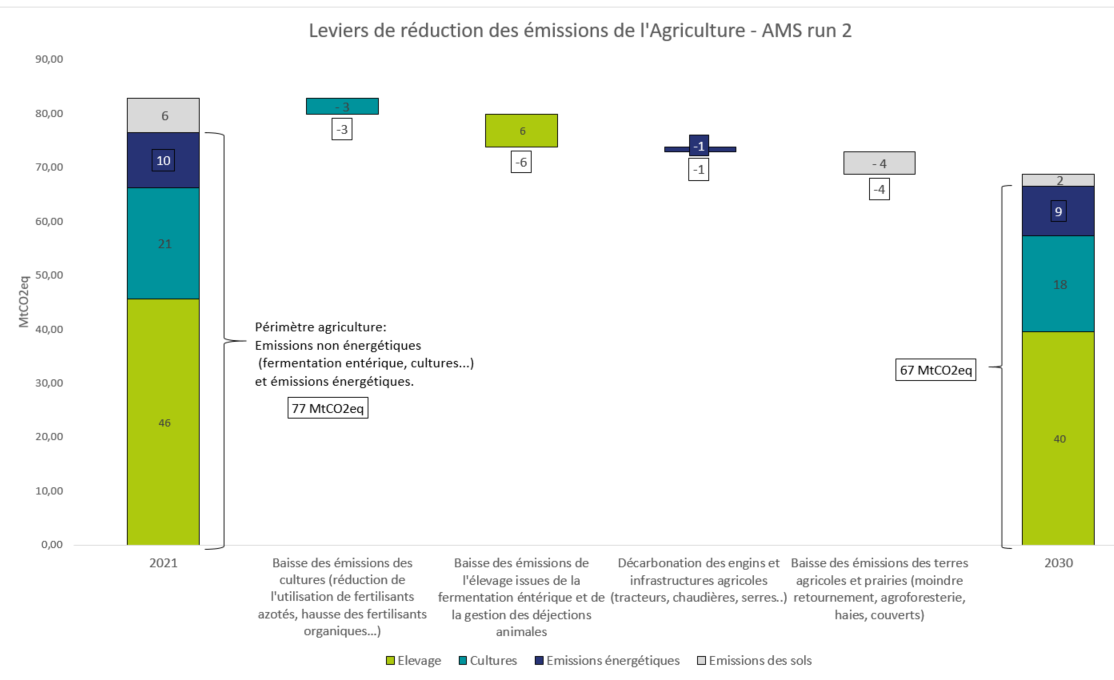 Leviers de réduction des émissions de l'Agriculture - AMS run 2
MtCO2eq
90,00
80,00
70,00
60,00
50,00
40,00
30,00
20,00
10,00
0,00
6
10
21
46
Périmètre agriculture:
Emissions non énergétiques
(fermentation entérique, cultures...)
et émissions énergétiques.
77 MtCO2eq
- 3
-3
6
-6
-1
-1
- 4
-4
67 MtCO2eq
2
9
18
40
2021
Baisse des émissions des
cultures (réduction de
l'utilisation de fertilisants
azotés, hausse des fertilisants
organiques…)
Baisse des émissions de
l'élevage issues de la
fermentation éntérique et de
la gestion des déjections
animales
Décarbonation des engins et
infrastructures agricoles
(tracteurs, chaudières, serres..)
Baisse des émissions des terres
agricoles et prairies (moindre
retournement, agroforesterie,
haies, couverts)
2030
Elevage
Cultures
Emissions énergétiques
Emissions des sols